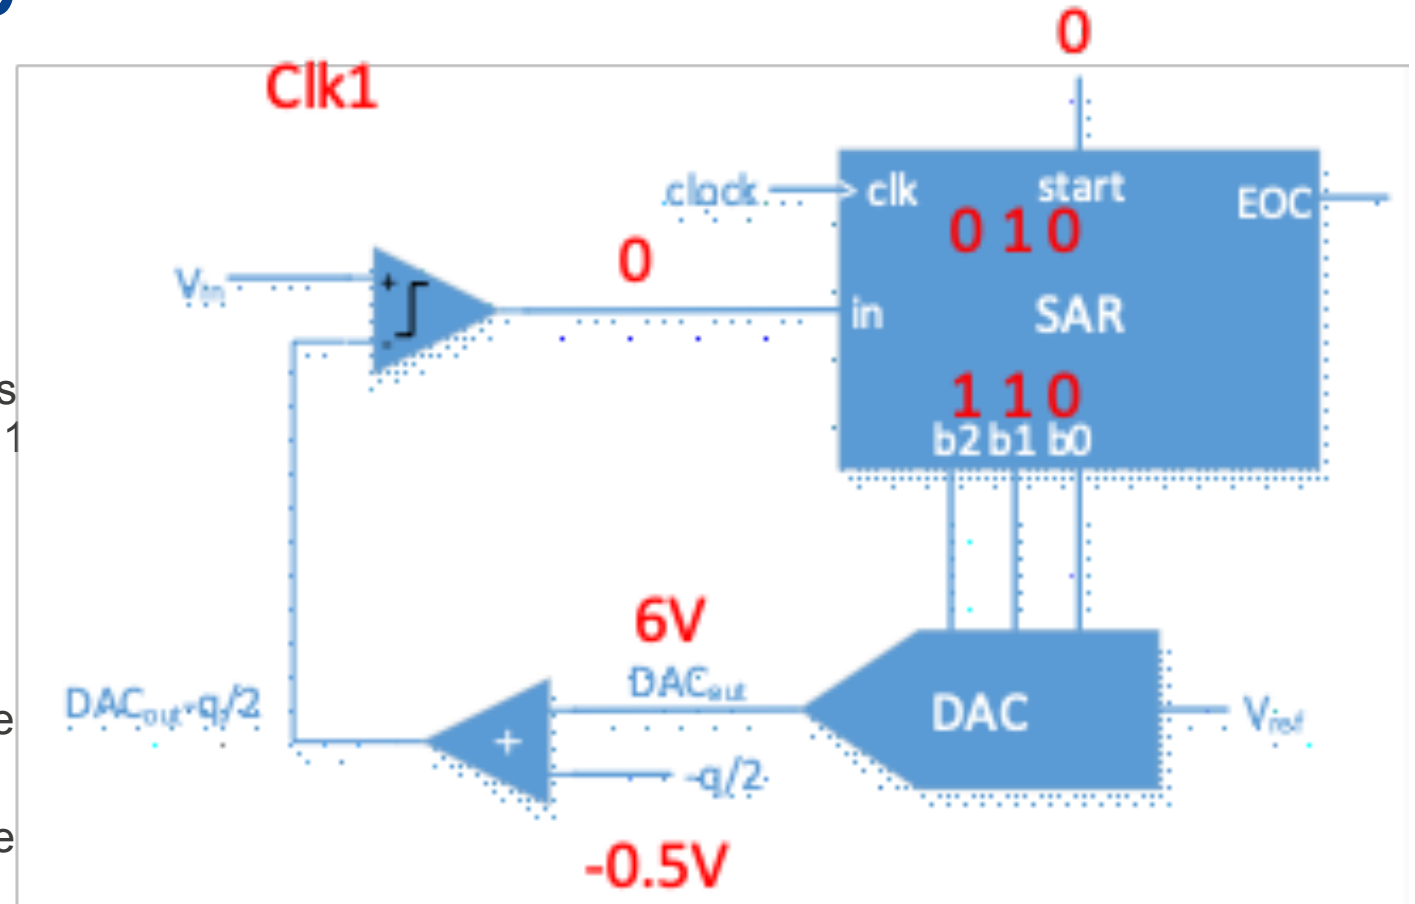 0
Clk1
clock
clk
start
EOC
0 1 0
0
Vin
+
in
SAR
-
s
1
1 1 0
b2 b1 b0
6V
DACout
DACout-q/2
DAC
Vref
e
+
-q/2
e
-0.5V